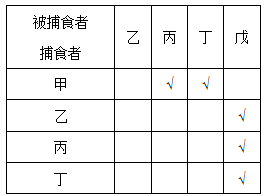 被捕食者
捕食者
乙 丙 丁 戊
甲 √ √
乙 √
丙 √
丁 √